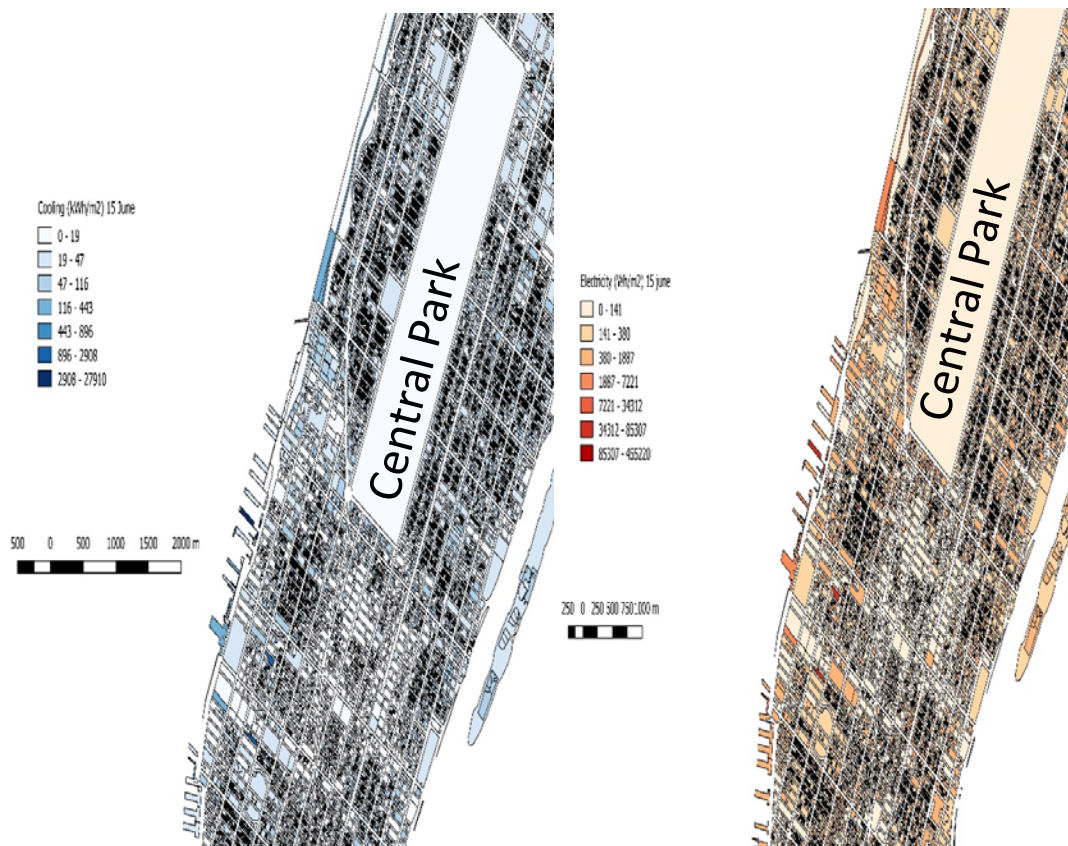 Cooling (kWh/m2) 15 June
0 - 19
19 - 47
47 - 116
116 - 443
443 - 896
896 - 2908
2908 - 27910
500 0 500 1000 1500 2000 m
Central Park
Electricity (Wh/m2) 15 june
0 - 141
141 - 380
380 - 1887
1887 - 7221
7221 - 34312
34312 - 85307
85307 - 455220
250 0 250 500 750 1,000 m
Central Park